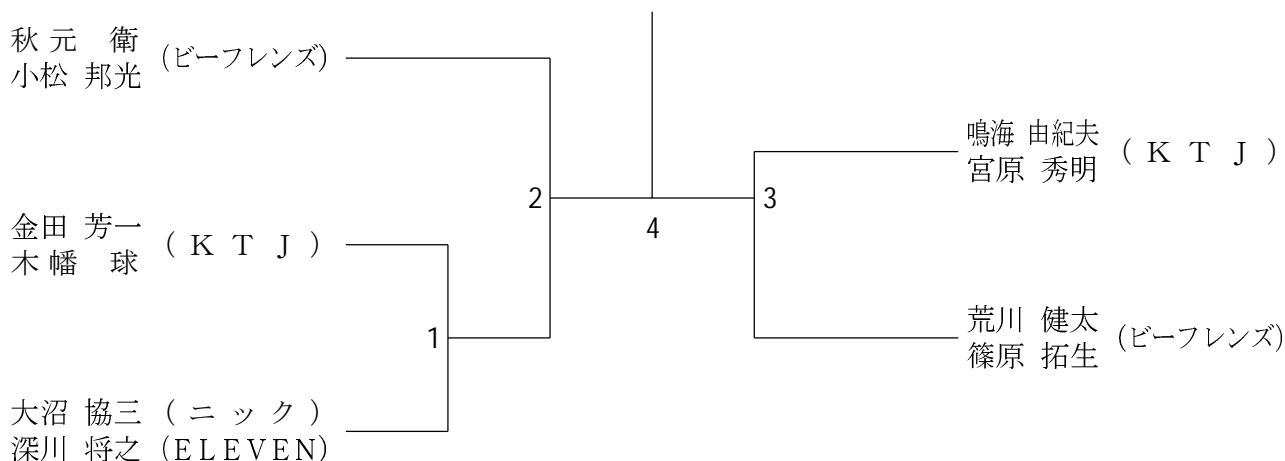 秋元 衛 (ビーフレンズ)
小松 邦光
2
金田 芳一 (KTJ)
木幡 球
1
大沼 協三 (ニック)
深川 将之 (ELEVEN)
4
鳴海 由紀夫 (KTJ)
宮原 秀明
3
荒川 健太 (ビーフレンズ)
篠原 拓生